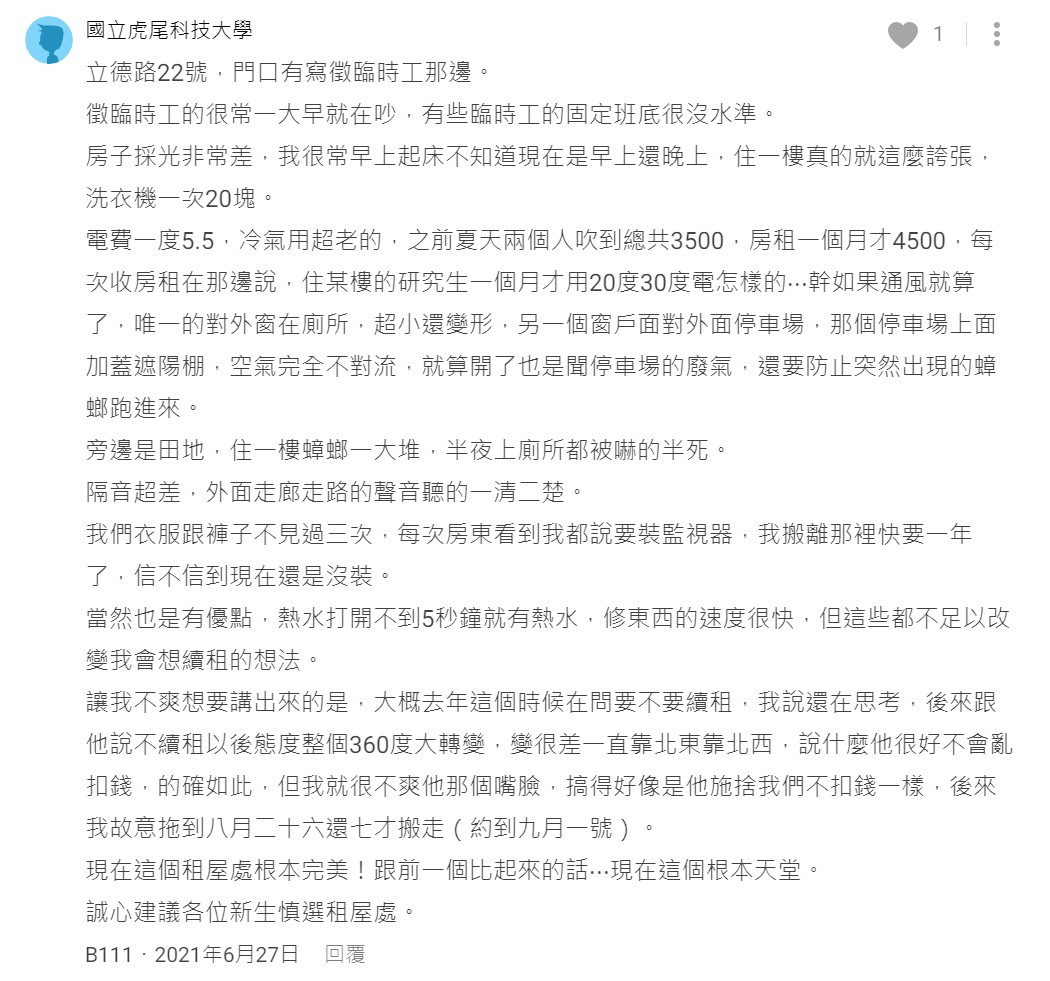 國立虎尾科技大學
1
立德路22號，門口有寫徵臨時工那邊。
徵臨時工的很常一大早就在吵，有些臨時工的固定班底很沒水準。
房子採光非常差，我很常早上起床不知道現在是早上還晚上，住一樓真的就這麼誇張，
洗衣機一次20塊。
電費一度5.5，冷氣用超老的，之前夏天兩個人吹到總共3500，房租一個月才4500，每
次收房租在那邊說，住某樓的研究生一個月才用20度30度電怎樣的⋯幹如果通風就算
了，唯一的對外窗在廁所，超小還變形，另一個窗戶面對外面停車場，那個停車場上面
加蓋遮陽棚，空氣完全不對流，就算開了也是聞停車場的廢氣，還要防止突然出現的蟑
螂跑進來。
旁邊是田地，住一樓蟑螂一大堆，半夜上廁所都被嚇的半死。
隔音超差，外面走廊走路的聲音聽的一清二楚。
我們衣服跟褲子不見過三次，每次房東看到我都說要裝監視器，我搬離那裡快要一年
了，信不信到現在還是沒裝。
當然也是有優點，熱水打開不到5秒鐘就有熱水，修東西的速度很快，但這些都不足以改
變我會想續租的想法。
讓我不爽想要講出來的是，大概去年這個時候在問要不要續租，我說還在思考，後來跟
他說不續租以後態度整個360度大轉變，變很差一直靠北東靠北西，說什麼他很好不會亂
扣錢，的確如此，但我就很不爽他那個嘴臉，搞得好像是他施捨我們不扣錢一樣，後來
我故意拖到八月二十六還七才搬走（約到九月一號）。
現在這個租屋處根本完美！跟前一個比起來的話⋯現在這個根本天堂。
誠心建議各位新生慎選租屋處。
B111・2021年6月27日 回覆